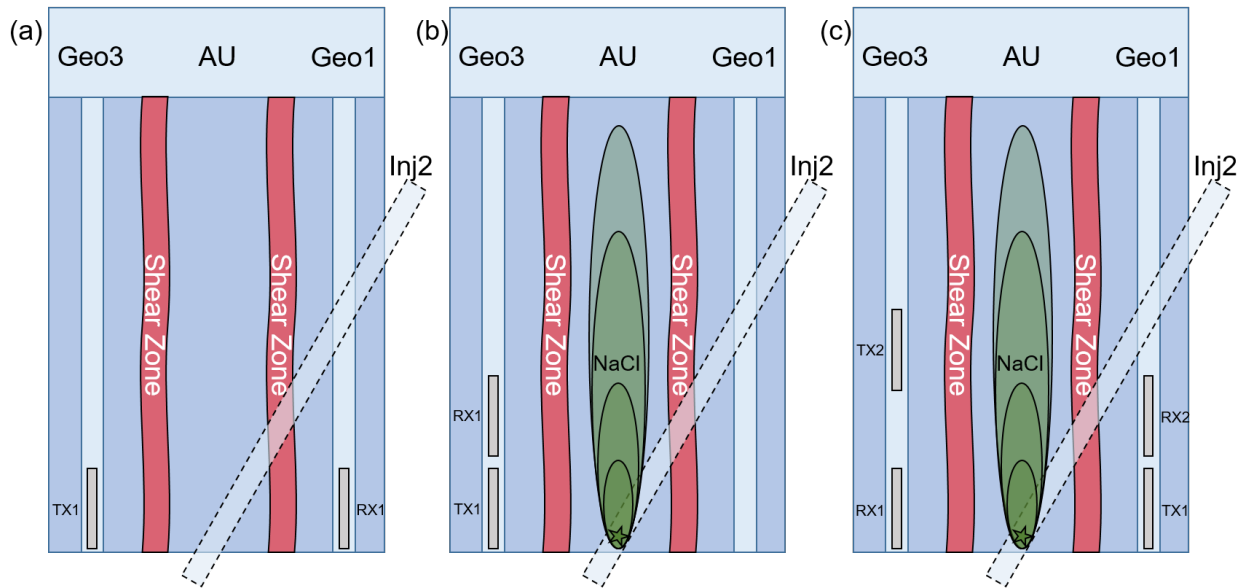 (a)
Geo3
AU
Geo1
Inj2
Shear Zone
Shear Zone
TX1
RX1
(b)
Geo3
AU
Geo1
Inj2
Shear Zone
Shear Zone
NaCl
RX1
TX1
(c)
Geo3
AU
Geo1
Inj2
Shear Zone
Shear Zone
TX2
NaCl
RX2
RX1
TX1